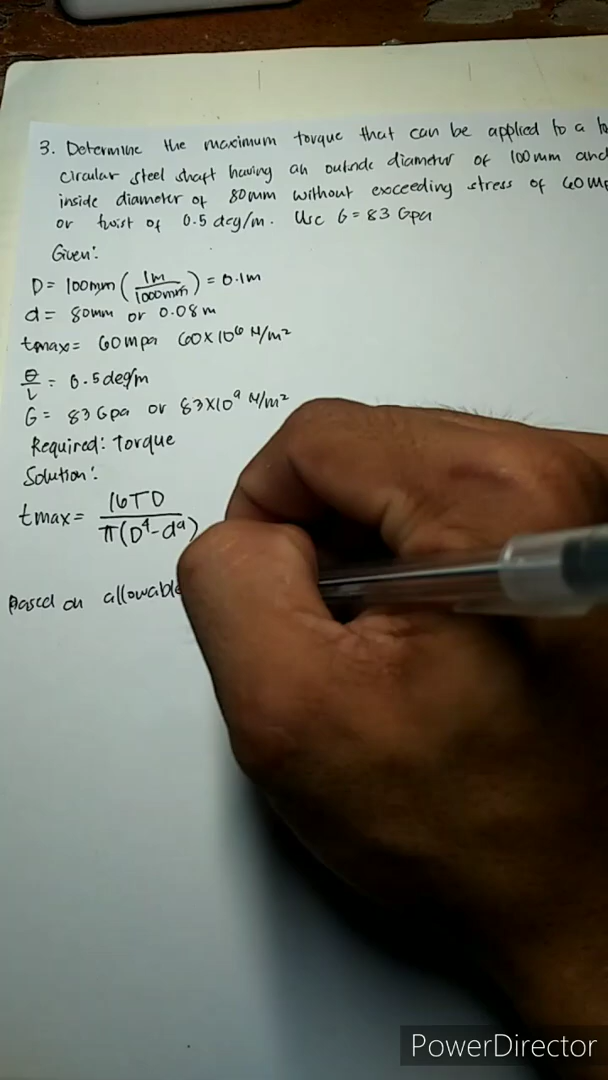 3. Determine the maximum torque that can be applied to a
circular steel shaft having an outside diameter of 100mm and
inside diameter of 80mm without exceeding stress of 60
or twist of 0.5 deg/m. Use G = 83 Gpa
Given:
D = 100mm (1m/1000mm) = 0.1m
d = 80mm or 0.08m
tmax = 60mpa 60x10⁶ N/m²
θ/L = 0.5deg/m
G = 83Gpa or 83x10⁹ N/m²
Required: Torque
Solution:
tmax = 16TD/π(D⁴-d⁴)
Based on allowable
PowerDirector